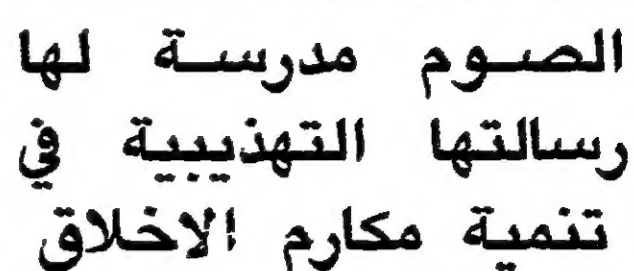 الصوم مدرسة لها
رسالتها التهذيبية في
تنمية مكارم الاخلاق